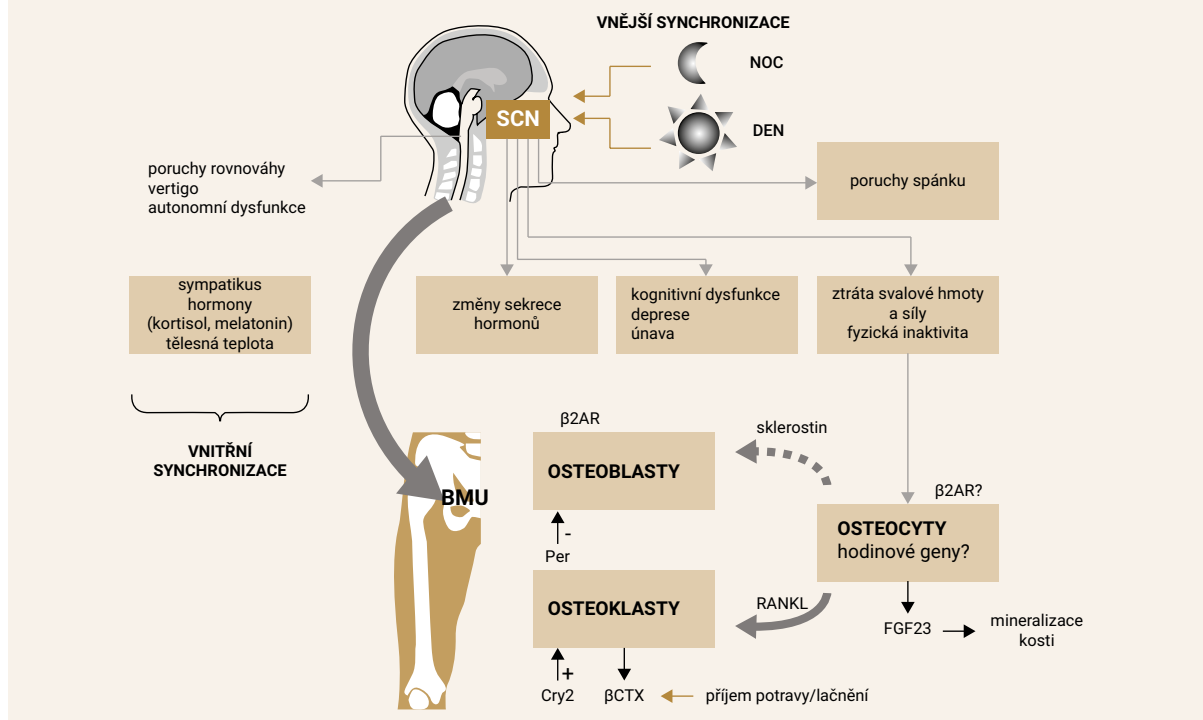 VNĚJŠÍ SYNCHRONIZACE
NOC
SCN
DEN
poruchy rovnováhy
vertigo
autonomní dysfunkce
poruchy spánku
sympatikus
hormony
(kortisol, melatonin)
tělesná teplota
změny sekrece
hormonů
kognitivní dysfunkce
deprese
únava
ztráta svalové hmoty
a síly
fyzická inaktivita
VNITŘNÍ
SYNCHRONIZACE
BMU
β2AR
OSTEOBLASTY
-
Per
sklerostin
β2AR?
OSTEOCYTY
hodinové geny?
OSTEOKLASTY
RANKL
FGF23
mineralizace
kosti
+
Cry2
βCTX
příjem potravy/lačnění